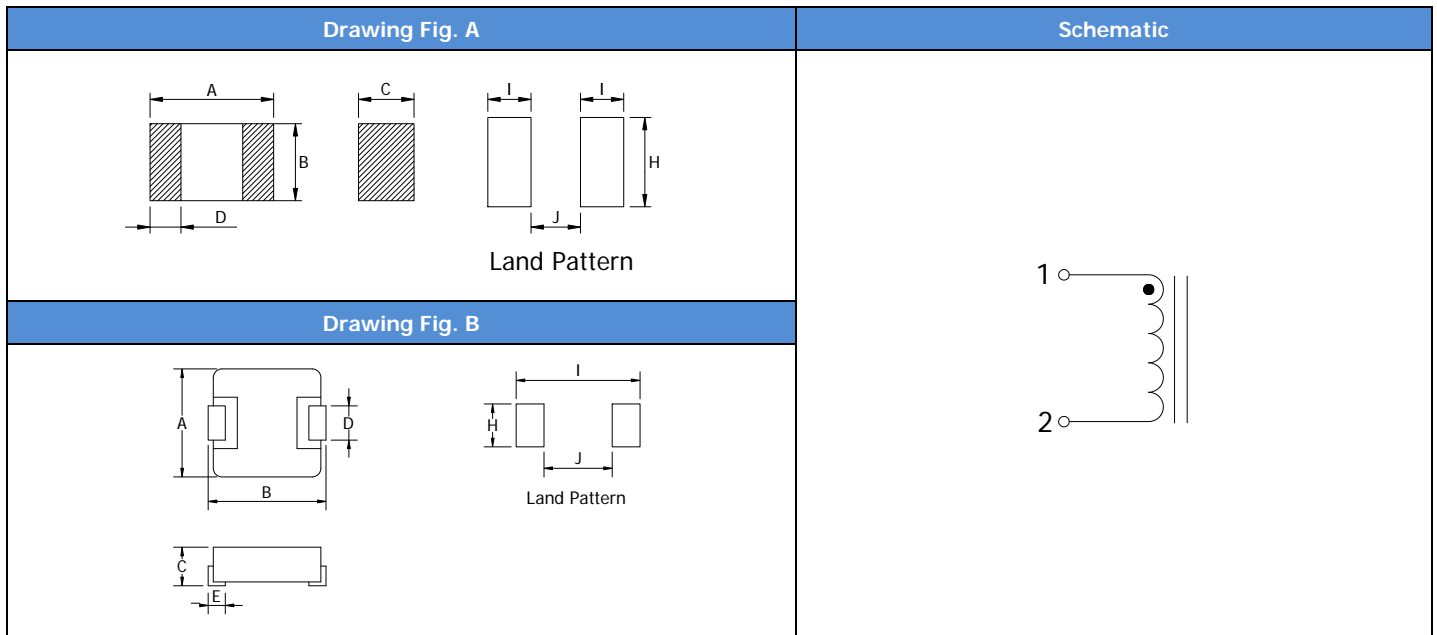 Drawing Fig. A
Schematic
A
B
D
C
I
I
H
J
Land Pattern
1
2
Drawing Fig. B
A
D
B
I
H
J
Land Pattern
C
E